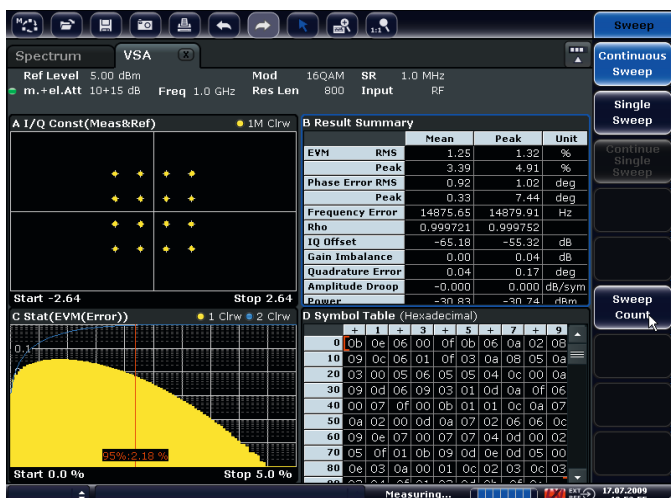 Sweep
Spectrum VSA X
Ref Level 5.00 dBm Mod 16QAM SR 1.0 MHz
m.+el.Att 10+15 dB Freq 1.0 GHz Res Len 800 Input RF
Continuous Sweep
Single Sweep
Continue Single Sweep
Sweep Count
A I/Q Const(Meas&Ref) 1M Clrw
Start -2.64 Stop 2.64
B Result Summary
Mean Peak Unit
EVM RMS 1.25 1.32 %
Peak 3.39 4.91 %
Phase Error RMS 0.92 1.02 deg
Peak 0.33 7.44 deg
Frequency Error 14875.65 14879.91 Hz
Rho 0.999721 0.999752
IQ Offset -65.18 -55.32 dB
Gain Imbalance 0.00 0.04 dB
Quadrature Error 0.04 0.17 deg
Amplitude Droop -0.000 0.000 dB/sym
Power -30.83 -30.74 dBm
C Stat(EVM(Error)) 1 Clrw 2 Clrw
0.1
95%:2.18 %
Start 0.0 % Stop 5.0 %
D Symbol Table (Hexadecimal)
+ 1 + 3 + 5 + 7 + 9
0 0b 0e 06 00 0f 0b 06 0a 02 08
10 09 0c 06 01 0f 03 0a 08 05 0a
20 03 00 05 06 05 05 04 0c 00 0a
30 09 0d 06 09 03 01 0d 0a 0f 06
40 00 07 0f 00 0b 01 01 0c 0a 07
50 0a 02 00 0d 0a 07 02 06 06 0c
60 09 0e 07 00 07 07 04 0d 00 02
70 05 0f 01 0b 09 0d 0e 0d 05 00
80 0e 03 0a 00 01 0c 02 03 0c 03
Measuring... EXT 17.07.2009